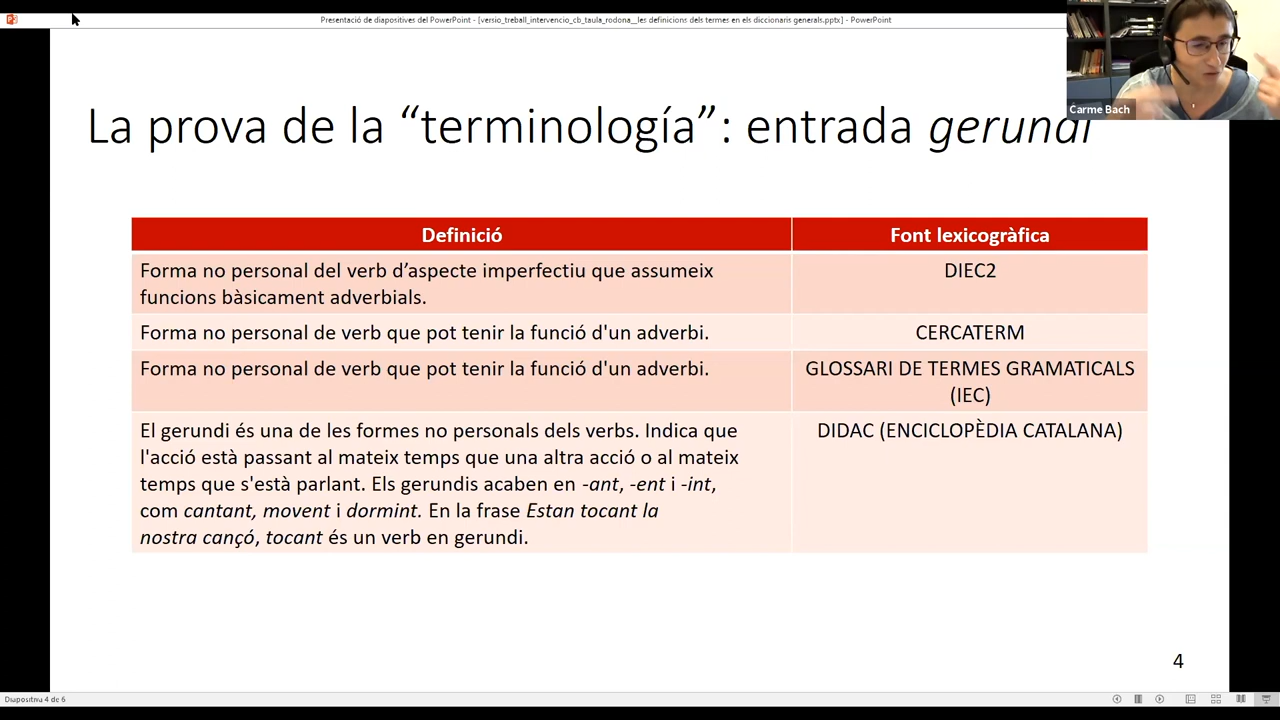 Presentació de diapositives del PowerPoint - [versio_treball_intervencio_cb_taula_rodona__les definicions dels termes en els diccionaris generals.pptx] - PowerPoint
Carme Bach
La prova de la “terminología”: entrada gerundi
Definició
Font lexicogràfica
Forma no personal del verb d’aspecte imperfectiu que assumeix
funcions bàsicament adverbials.
DIEC2
Forma no personal de verb que pot tenir la funció d'un adverbi.
CERCATERM
Forma no personal de verb que pot tenir la funció d'un adverbi.
GLOSSARI DE TERMES GRAMATICALS
(IEC)
El gerundi és una de les formes no personals dels verbs. Indica que
l'acció està passant al mateix temps que una altra acció o al mateix
temps que s'està parlant. Els gerundis acaben en -ant, -ent i -int,
com cantant, movent i dormint. En la frase Estan tocant la
nostra cançó, tocant és un verb en gerundi.
DIDAC (ENCICLOPÈDIA CATALANA)
4
Diapositiva 4 de 6